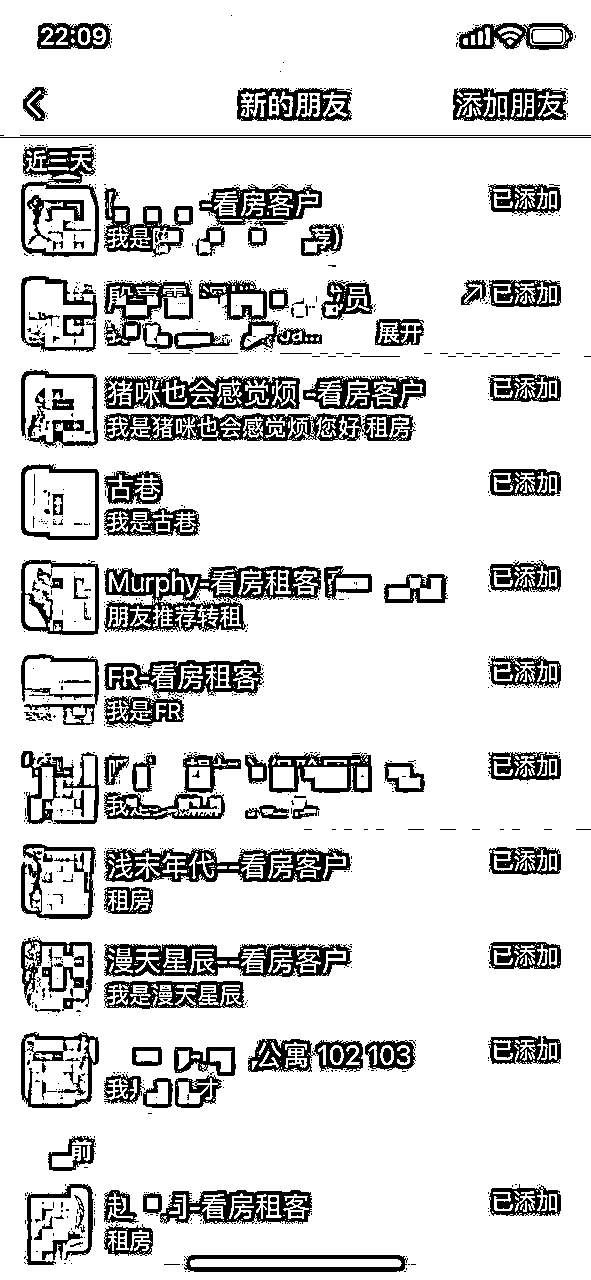 22:09
新的朋友 添加朋友
近三天
-看房客户 已添加
我是
员 已添加
展开
猪咪也会感觉烦 -看房客户 已添加
我是猪咪也会感觉烦 您好 租房
古巷 已添加
我是古巷
Murphy-看房租客 已添加
朋友推荐转租
FR-看房租客 已添加
我是FR
已添加
我
浅末年代--看房客户 已添加
租房
漫天星辰--看房客户 已添加
我是漫天星辰
公寓 102 103 已添加
前
赵 -看房租客 已添加
租房